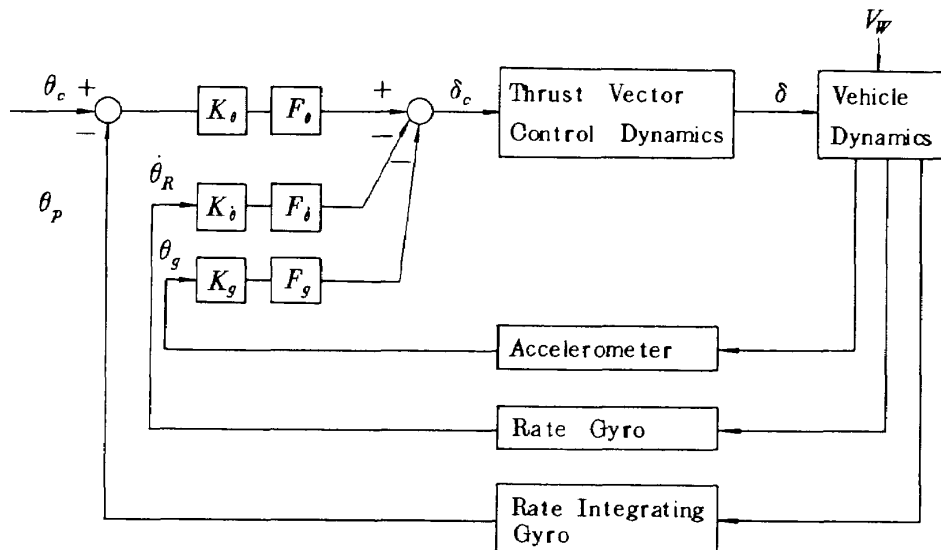 V_W
θ_c +
−
K_θ
F_θ
+
−
−
δ_c
Thrust Vector
Control Dynamics
δ
Vehicle
Dynamics
θ̇_R
θ_P
K_θ̇
F_θ̇
θ_g
K_g
F_g
Accelerometer
Rate Gyro
Rate Integrating
Gyro